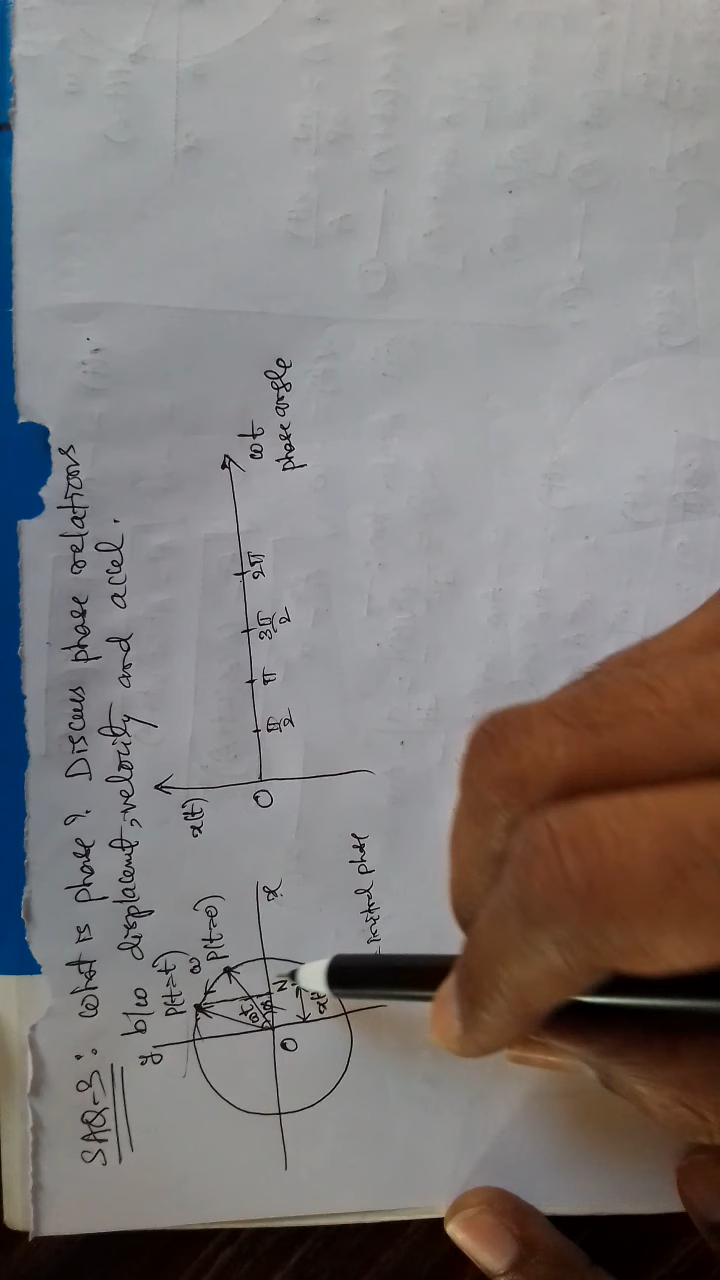 SAQ-3: What is phase? Discuss phase relations
b/w displacement, velocity and accel.
y
P(t=t)
ω
P(t=0)
ωt
φ
O
N
x
x(t
= initial phase
x(t)
O
π/2
π
3π/2
2π
ωt
phase angle